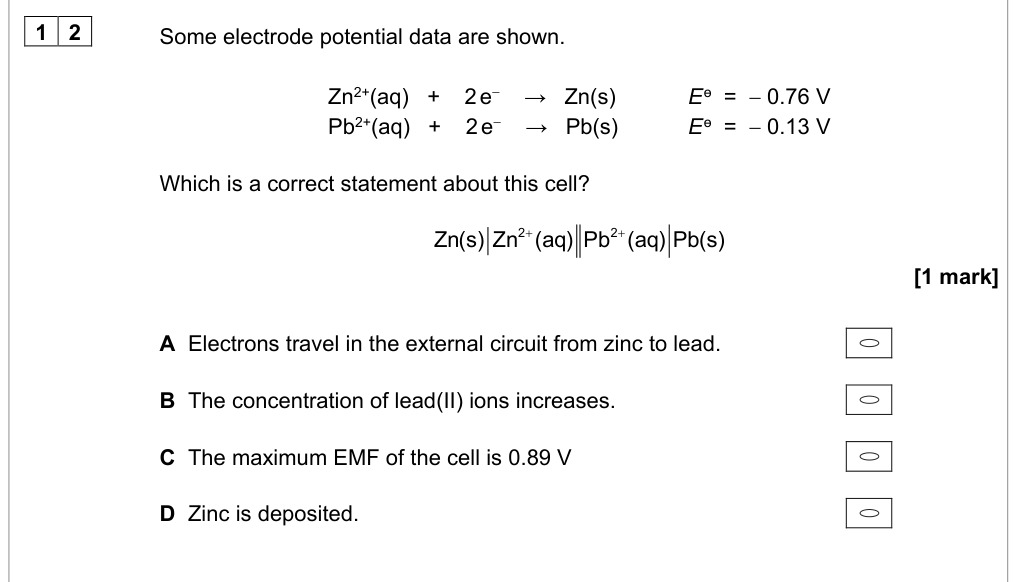 1 2 Some electrode potential data are shown.
Zn²⁺(aq) + 2 e⁻ → Zn(s) E⊖ = – 0.76 V
Pb²⁺(aq) + 2 e⁻ → Pb(s) E⊖ = – 0.13 V
Which is a correct statement about this cell?
Zn(s)|Zn²⁺(aq)||Pb²⁺(aq)|Pb(s)
[1 mark]
A Electrons travel in the external circuit from zinc to lead.
B The concentration of lead(II) ions increases.
C The maximum EMF of the cell is 0.89 V
D Zinc is deposited.